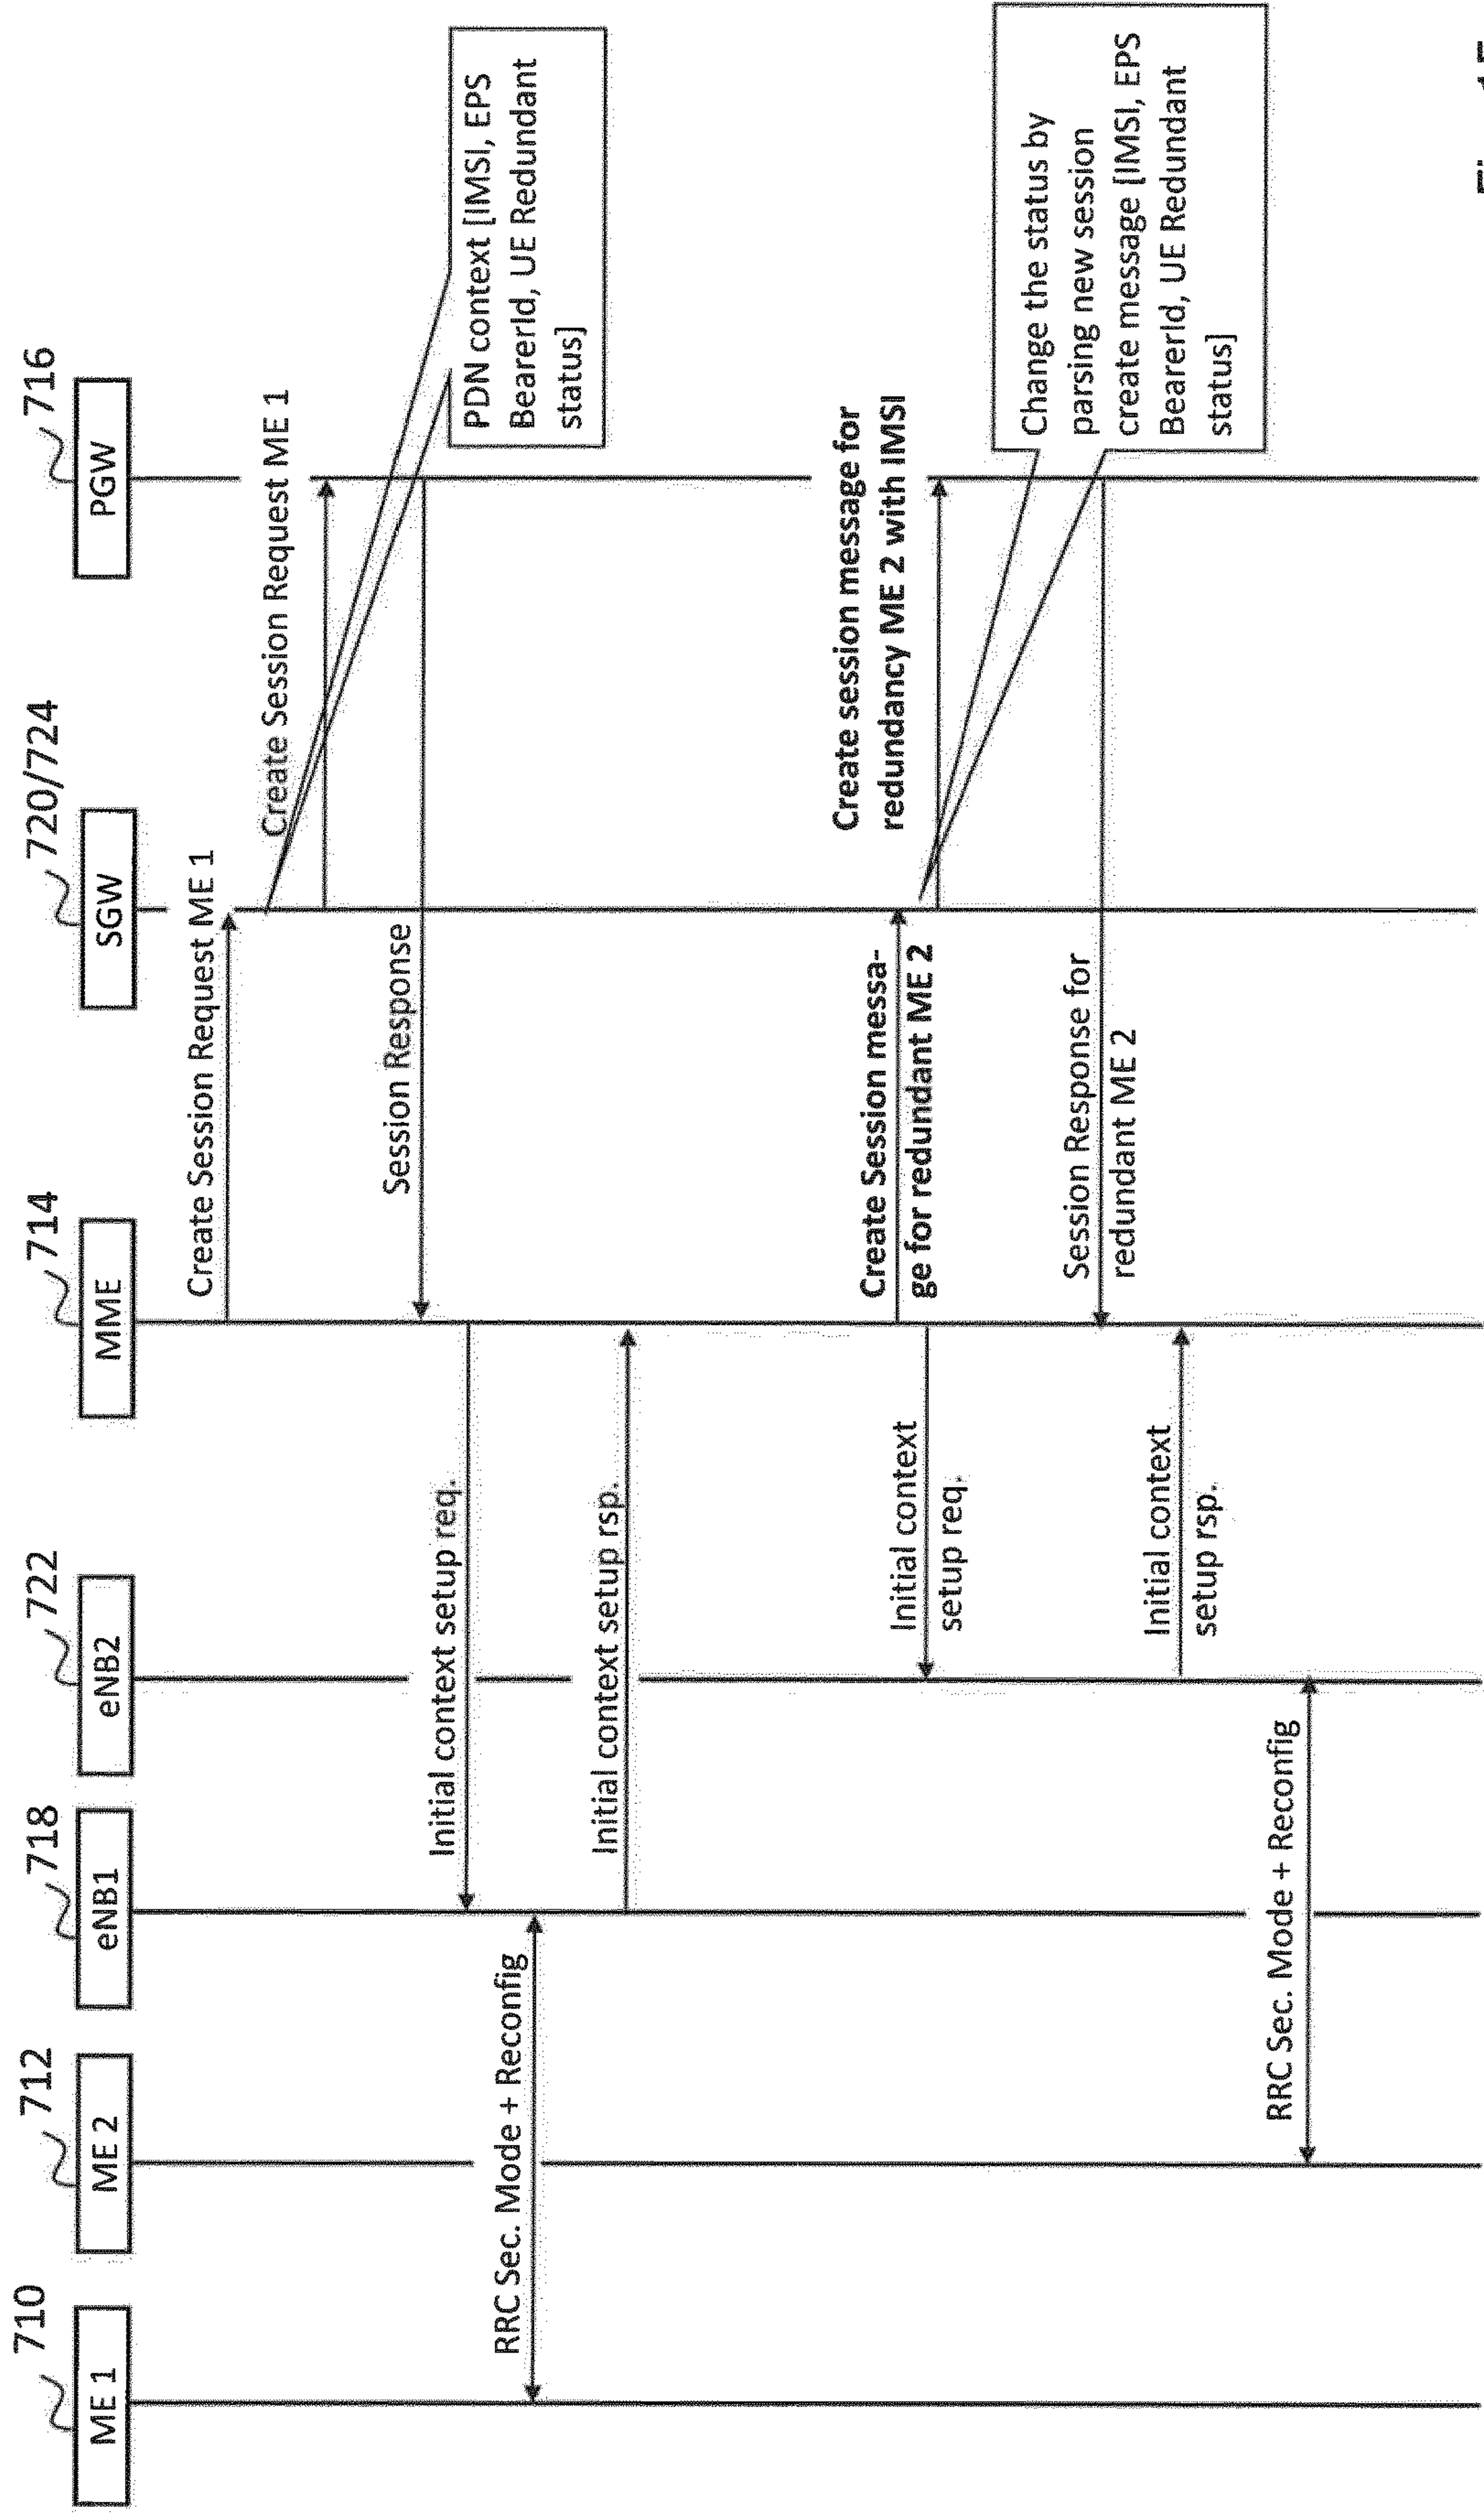 710
712
718
722
714
720/724
716
ME 1
ME 2
eNB1
eNB2
MME
SGW
PGW
Create Session Request ME 1
Create Session Request ME 1
PDN context [IMSI, EPS
BearerId, UE Redundant
status]
Session Response
Initial context setup req.
RRC Sec. Mode + Reconfig
Initial context setup rsp.
Create Session messa-
ge for redundant ME 2
Create session message for
redundancy ME 2 with IMSI
Initial context
setup req.
Change the status by
parsing new session
create message [IMSI, EPS
BearerId, UE Redundant
status]
Session Response for
redundant ME 2
Initial context
setup rsp.
RRC Sec. Mode + Reconfig